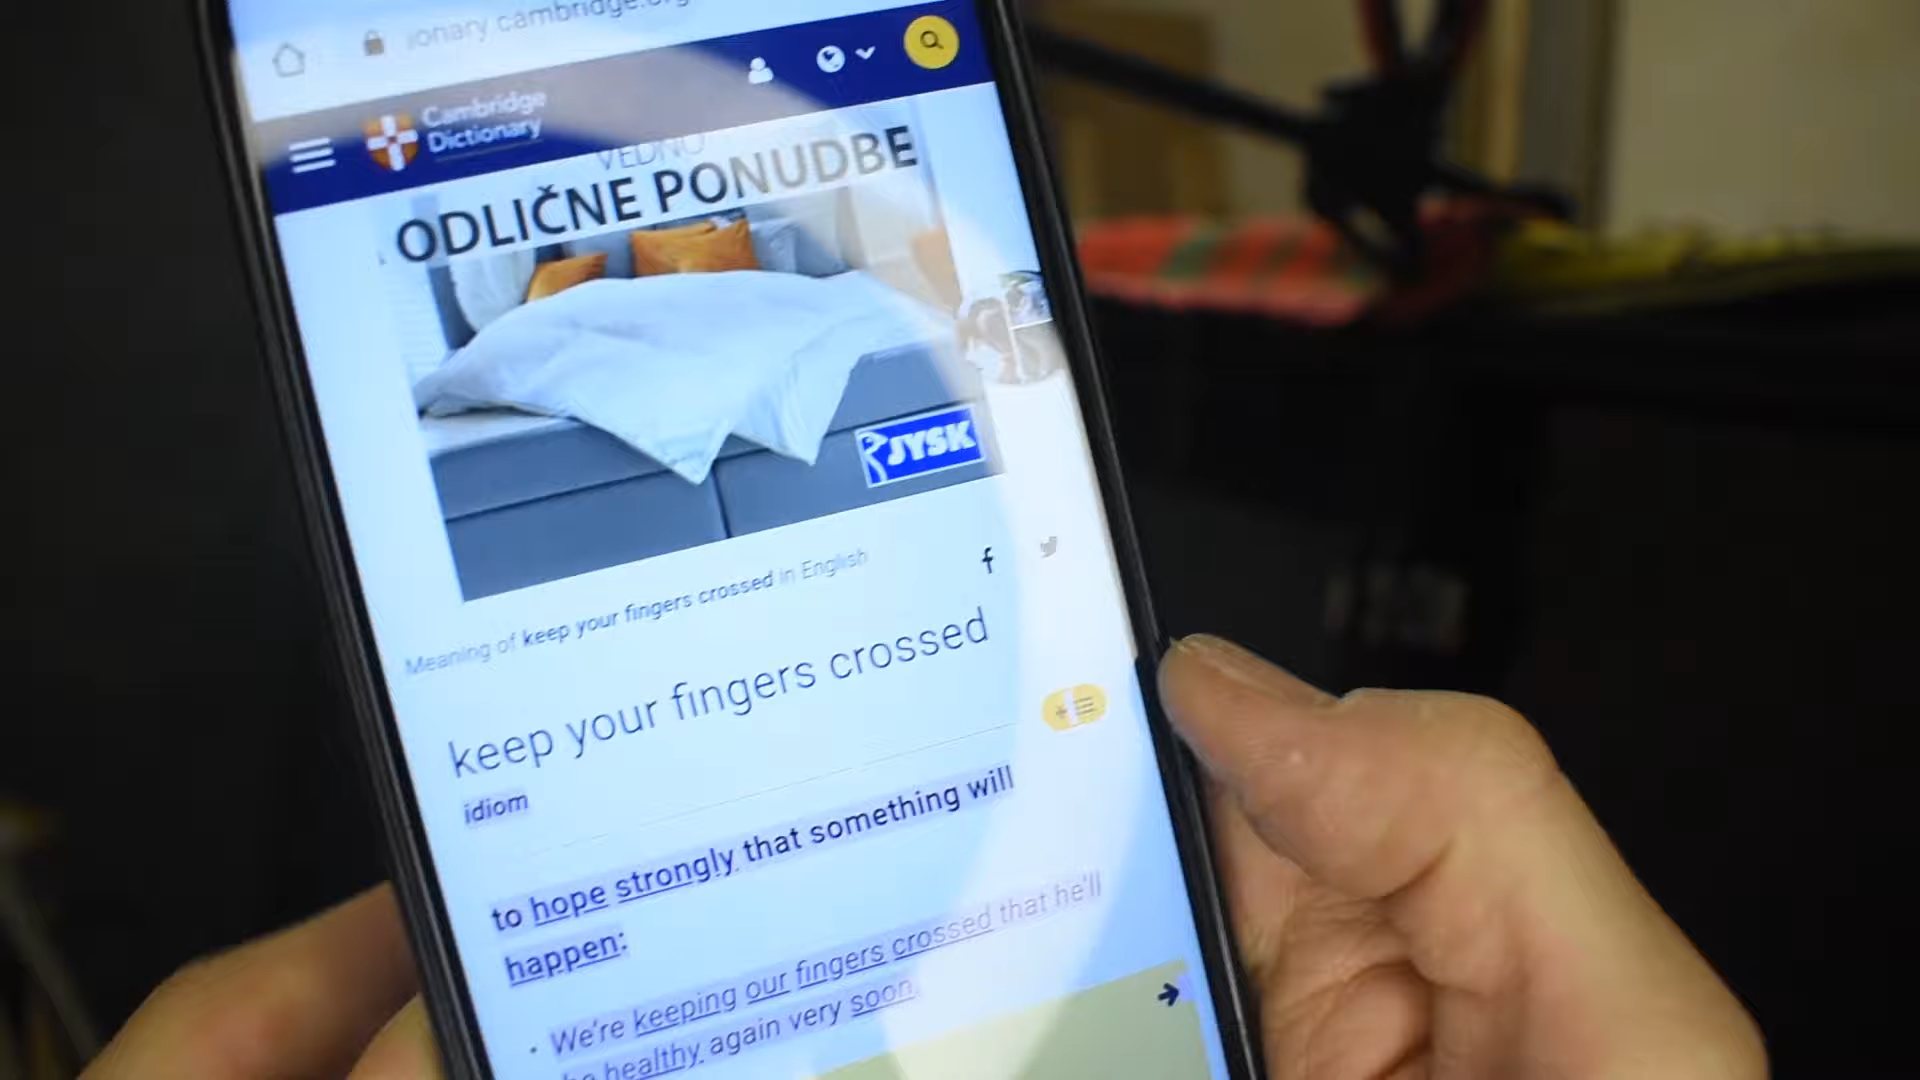 cambridge.org
Cambridge
Dictionary
VEDNO
ODLIČNE PONUDBE
JYSK
Meaning of keep your fingers crossed in English
keep your fingers crossed
idiom
to hope strongly that something will
happen:
• We're keeping our fingers crossed that he'll
be healthy again very soon.